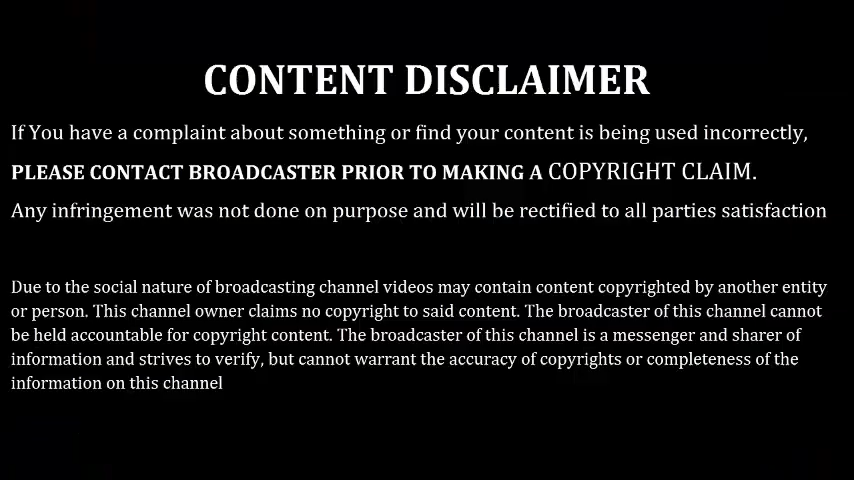 CONTENT DISCLAIMER
If You have a complaint about something or find your content is being used incorrectly,
PLEASE CONTACT BROADCASTER PRIOR TO MAKING A COPYRIGHT CLAIM.
Any infringement was not done on purpose and will be rectified to all parties satisfaction
Due to the social nature of broadcasting channel videos may contain content copyrighted by another entity
or person. This channel owner claims no copyright to said content. The broadcaster of this channel cannot
be held accountable for copyright content. The broadcaster of this channel is a messenger and sharer of
information and strives to verify, but cannot warrant the accuracy of copyrights or completeness of the
information on this channel